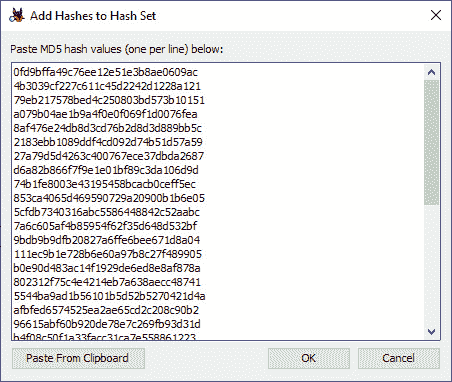 Add Hashes to Hash Set
Paste MD5 hash values (one per line) below:
0fd9bffa49c76ee12e51e3b8ae0609ac
4b3039cf227c611c45d2242d1228a121
79eb217578bed4c250803bd573b10151
a079b04ae1b9a4f0e0f069f1d0076fea
8af476e24db8d3cd76b2d8d3d889bb5c
2183ebb1089ddf4cd092d74b51d57a59
27a79d5d4263c400767ece37dbda2687
d6a82b866f7f9e1e01bf89c3da106d9d
74b1fe8003e43195458bcacb0ceff5ec
853ca4065d469590729a20900b1b6e05
5cfdb7340316abc5586448842c52aabc
7a6c605af4b85954f62f35d648d532bf
9bdb9b9dfb20827a6ffe6bee671d8a04
111ec9b1e728b6e60a97b8c27f489905
b0e90d483ac14f1929de6ed8e8af878a
802312f75c4e4214eb7a638aecc48741
5544ba9ad1b56101b5d52b5270421d4a
afbfed6574525ea2ae65cd2c208c90b2
96615abf60b920de78e7c269fb93d31d
b4f08c50f1a33facc31ca7e558861223
Paste From Clipboard
OK
Cancel